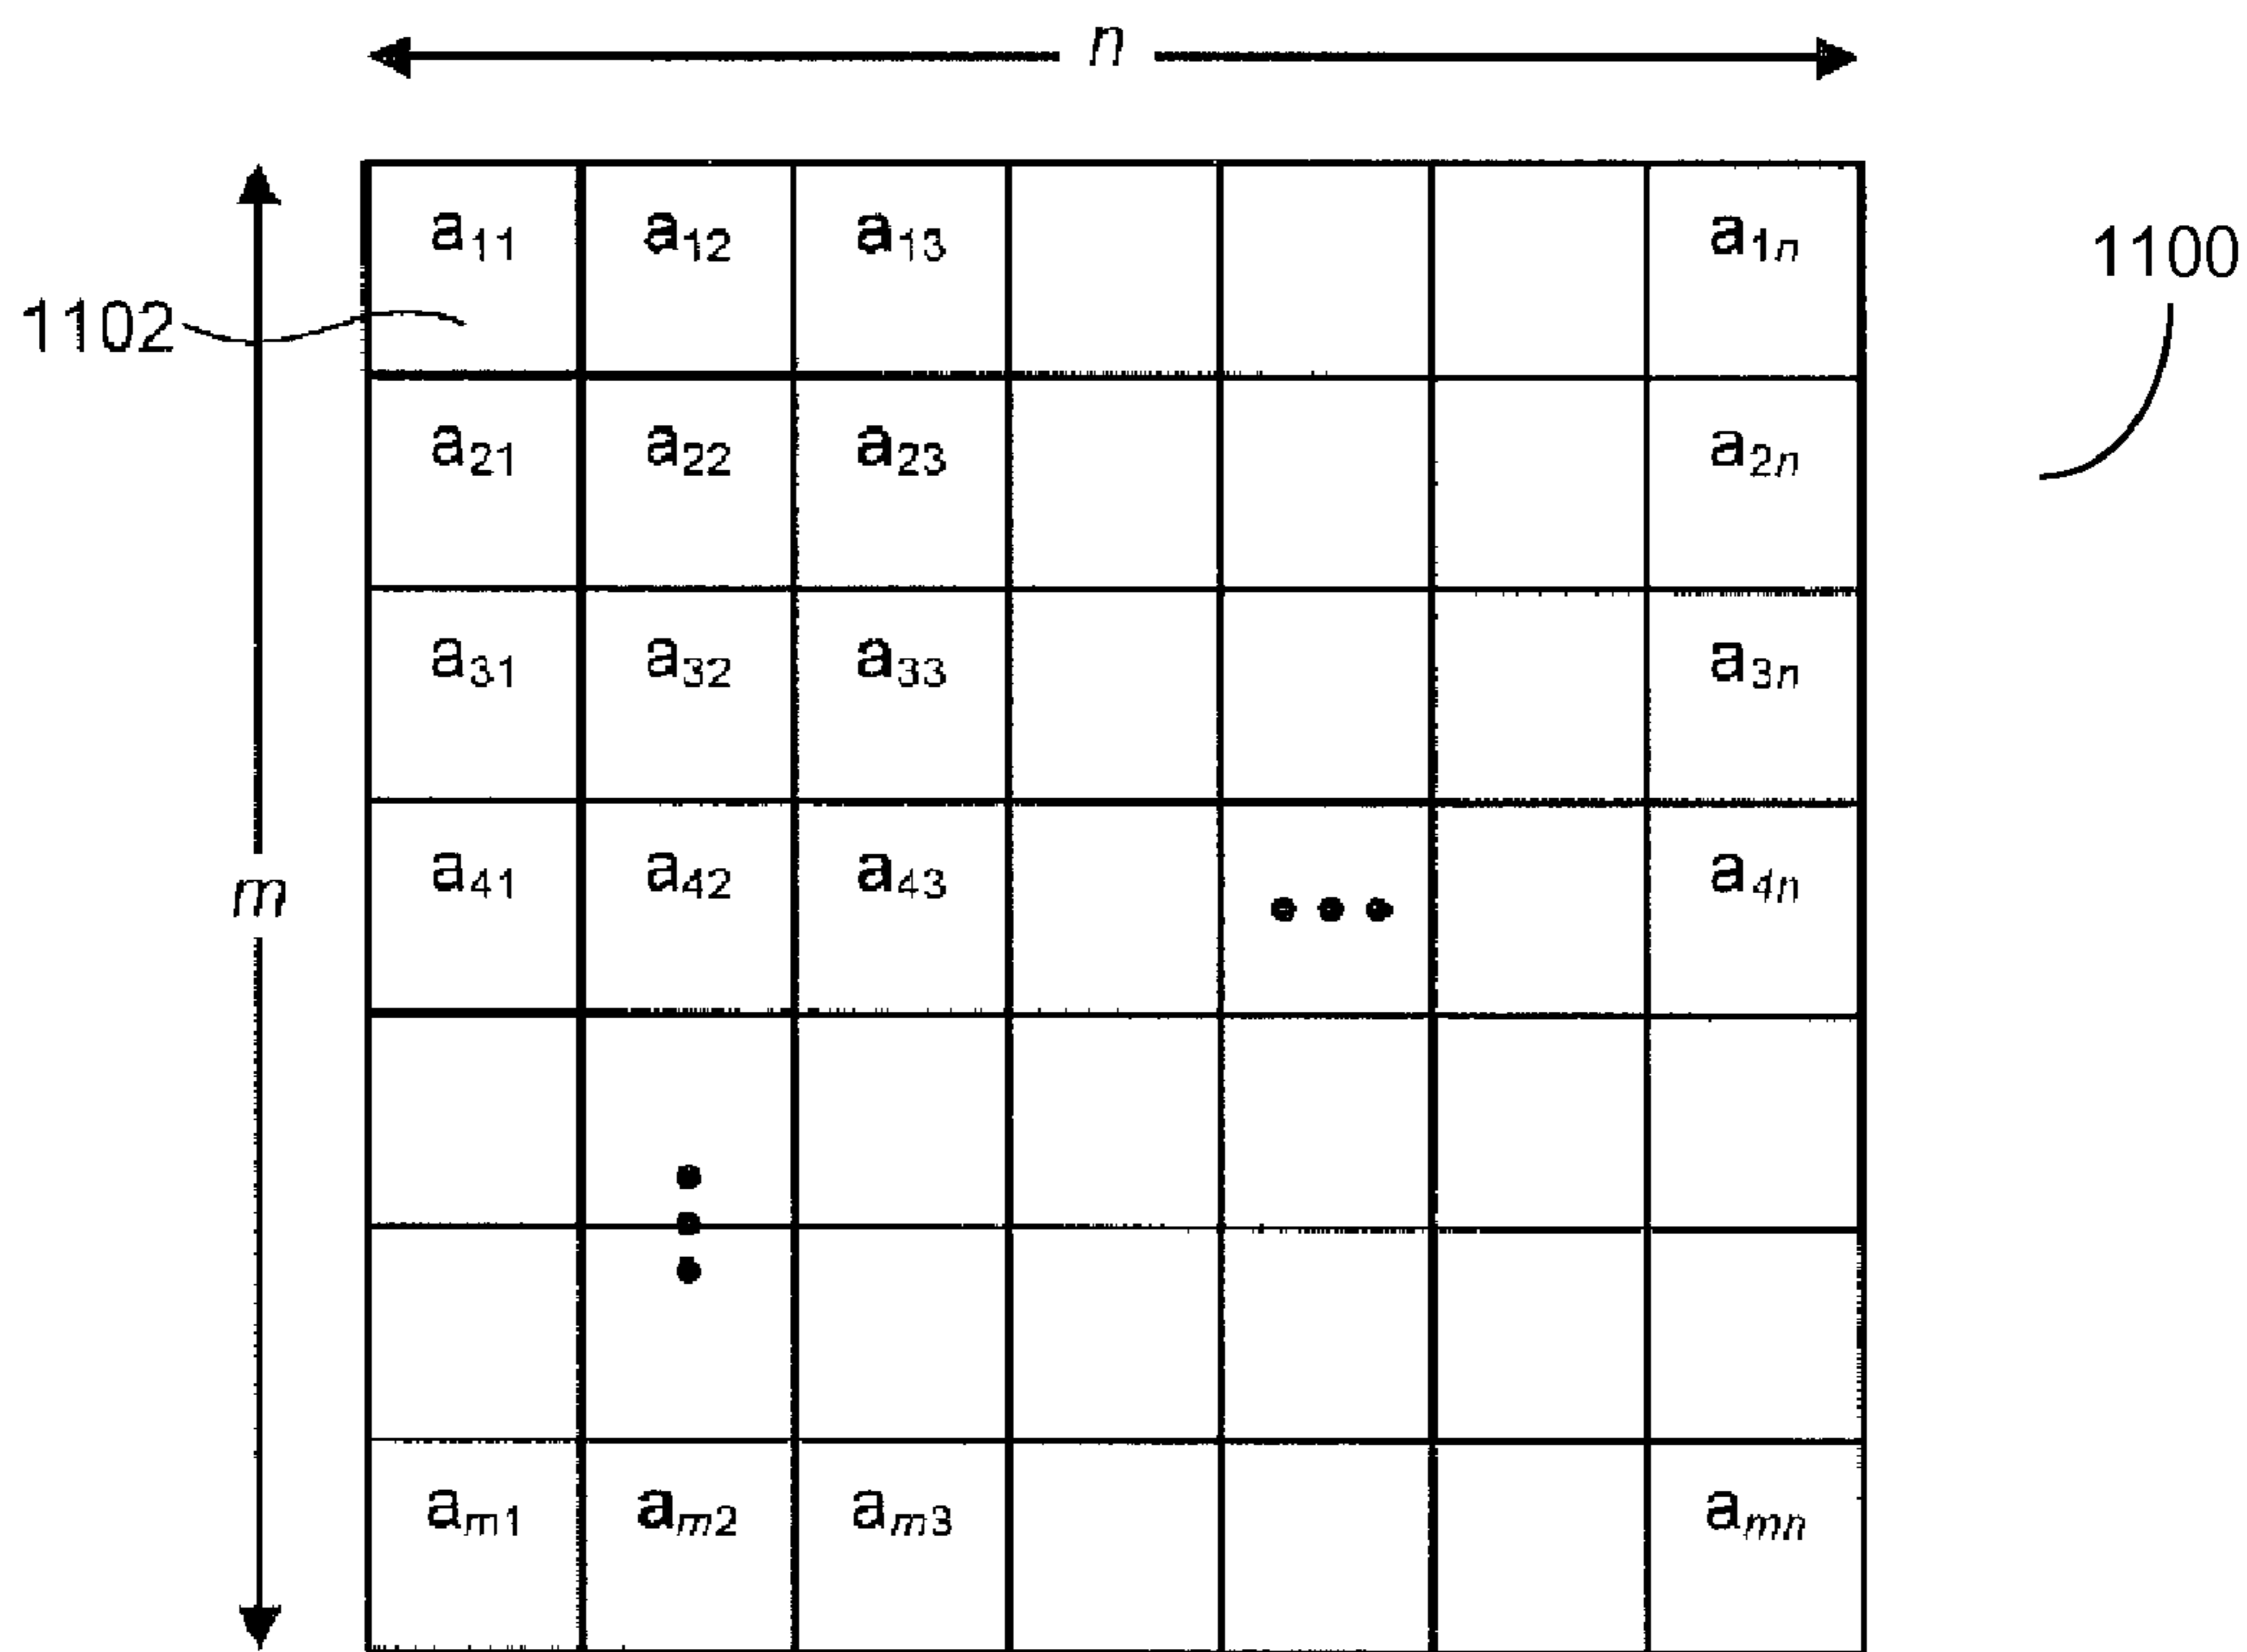 n
a11 a12 a13 a1n
1100
1102
a21 a22 a23 a2n
a31 a32 a33 a3n
a41 a42 a43 ••• a4n
m
am1 am2 am3 amn